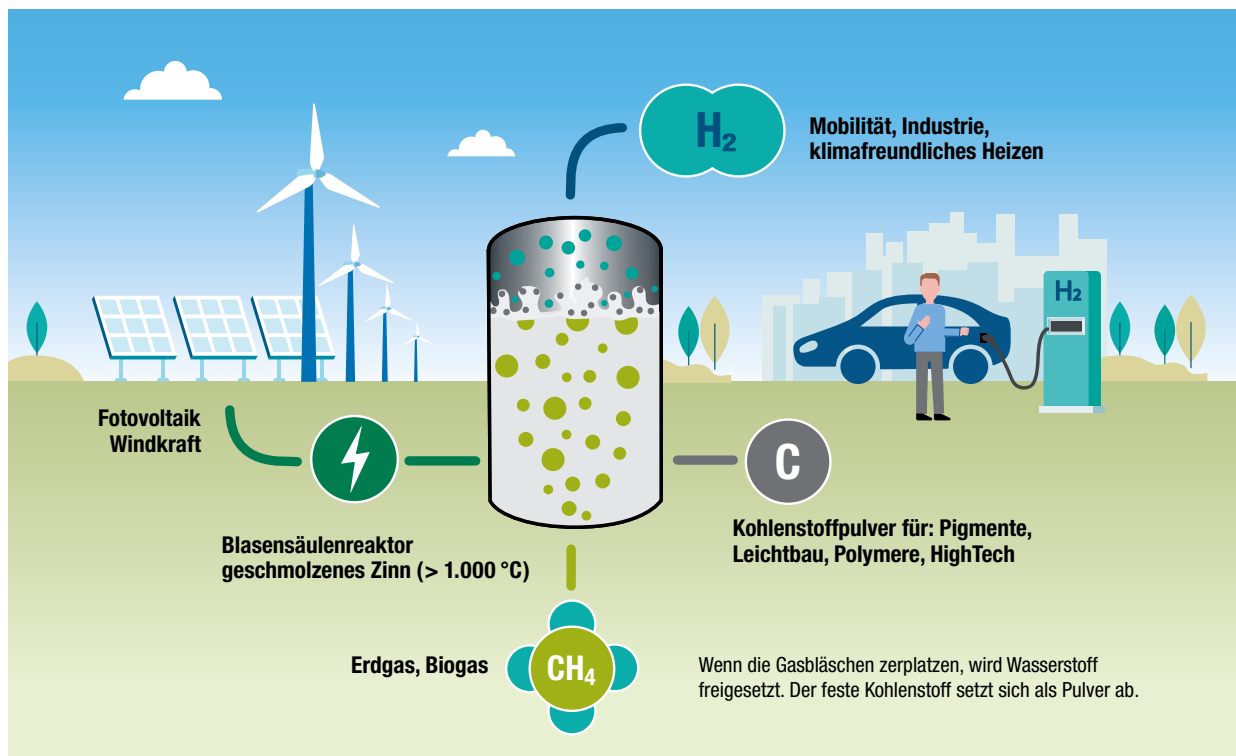 H₂
Mobilität, Industrie,
klimafreundliches Heizen
H₂
Fotovoltaik
Windkraft
C
Blasensäulenreaktor
geschmolzenes Zinn (> 1.000 °C)
Kohlenstoffpulver für: Pigmente,
Leichtbau, Polymere, HighTech
Erdgas, Biogas
CH₄
Wenn die Gasbläschen zerplatzen, wird Wasserstoff
freigesetzt. Der feste Kohlenstoff setzt sich als Pulver ab.